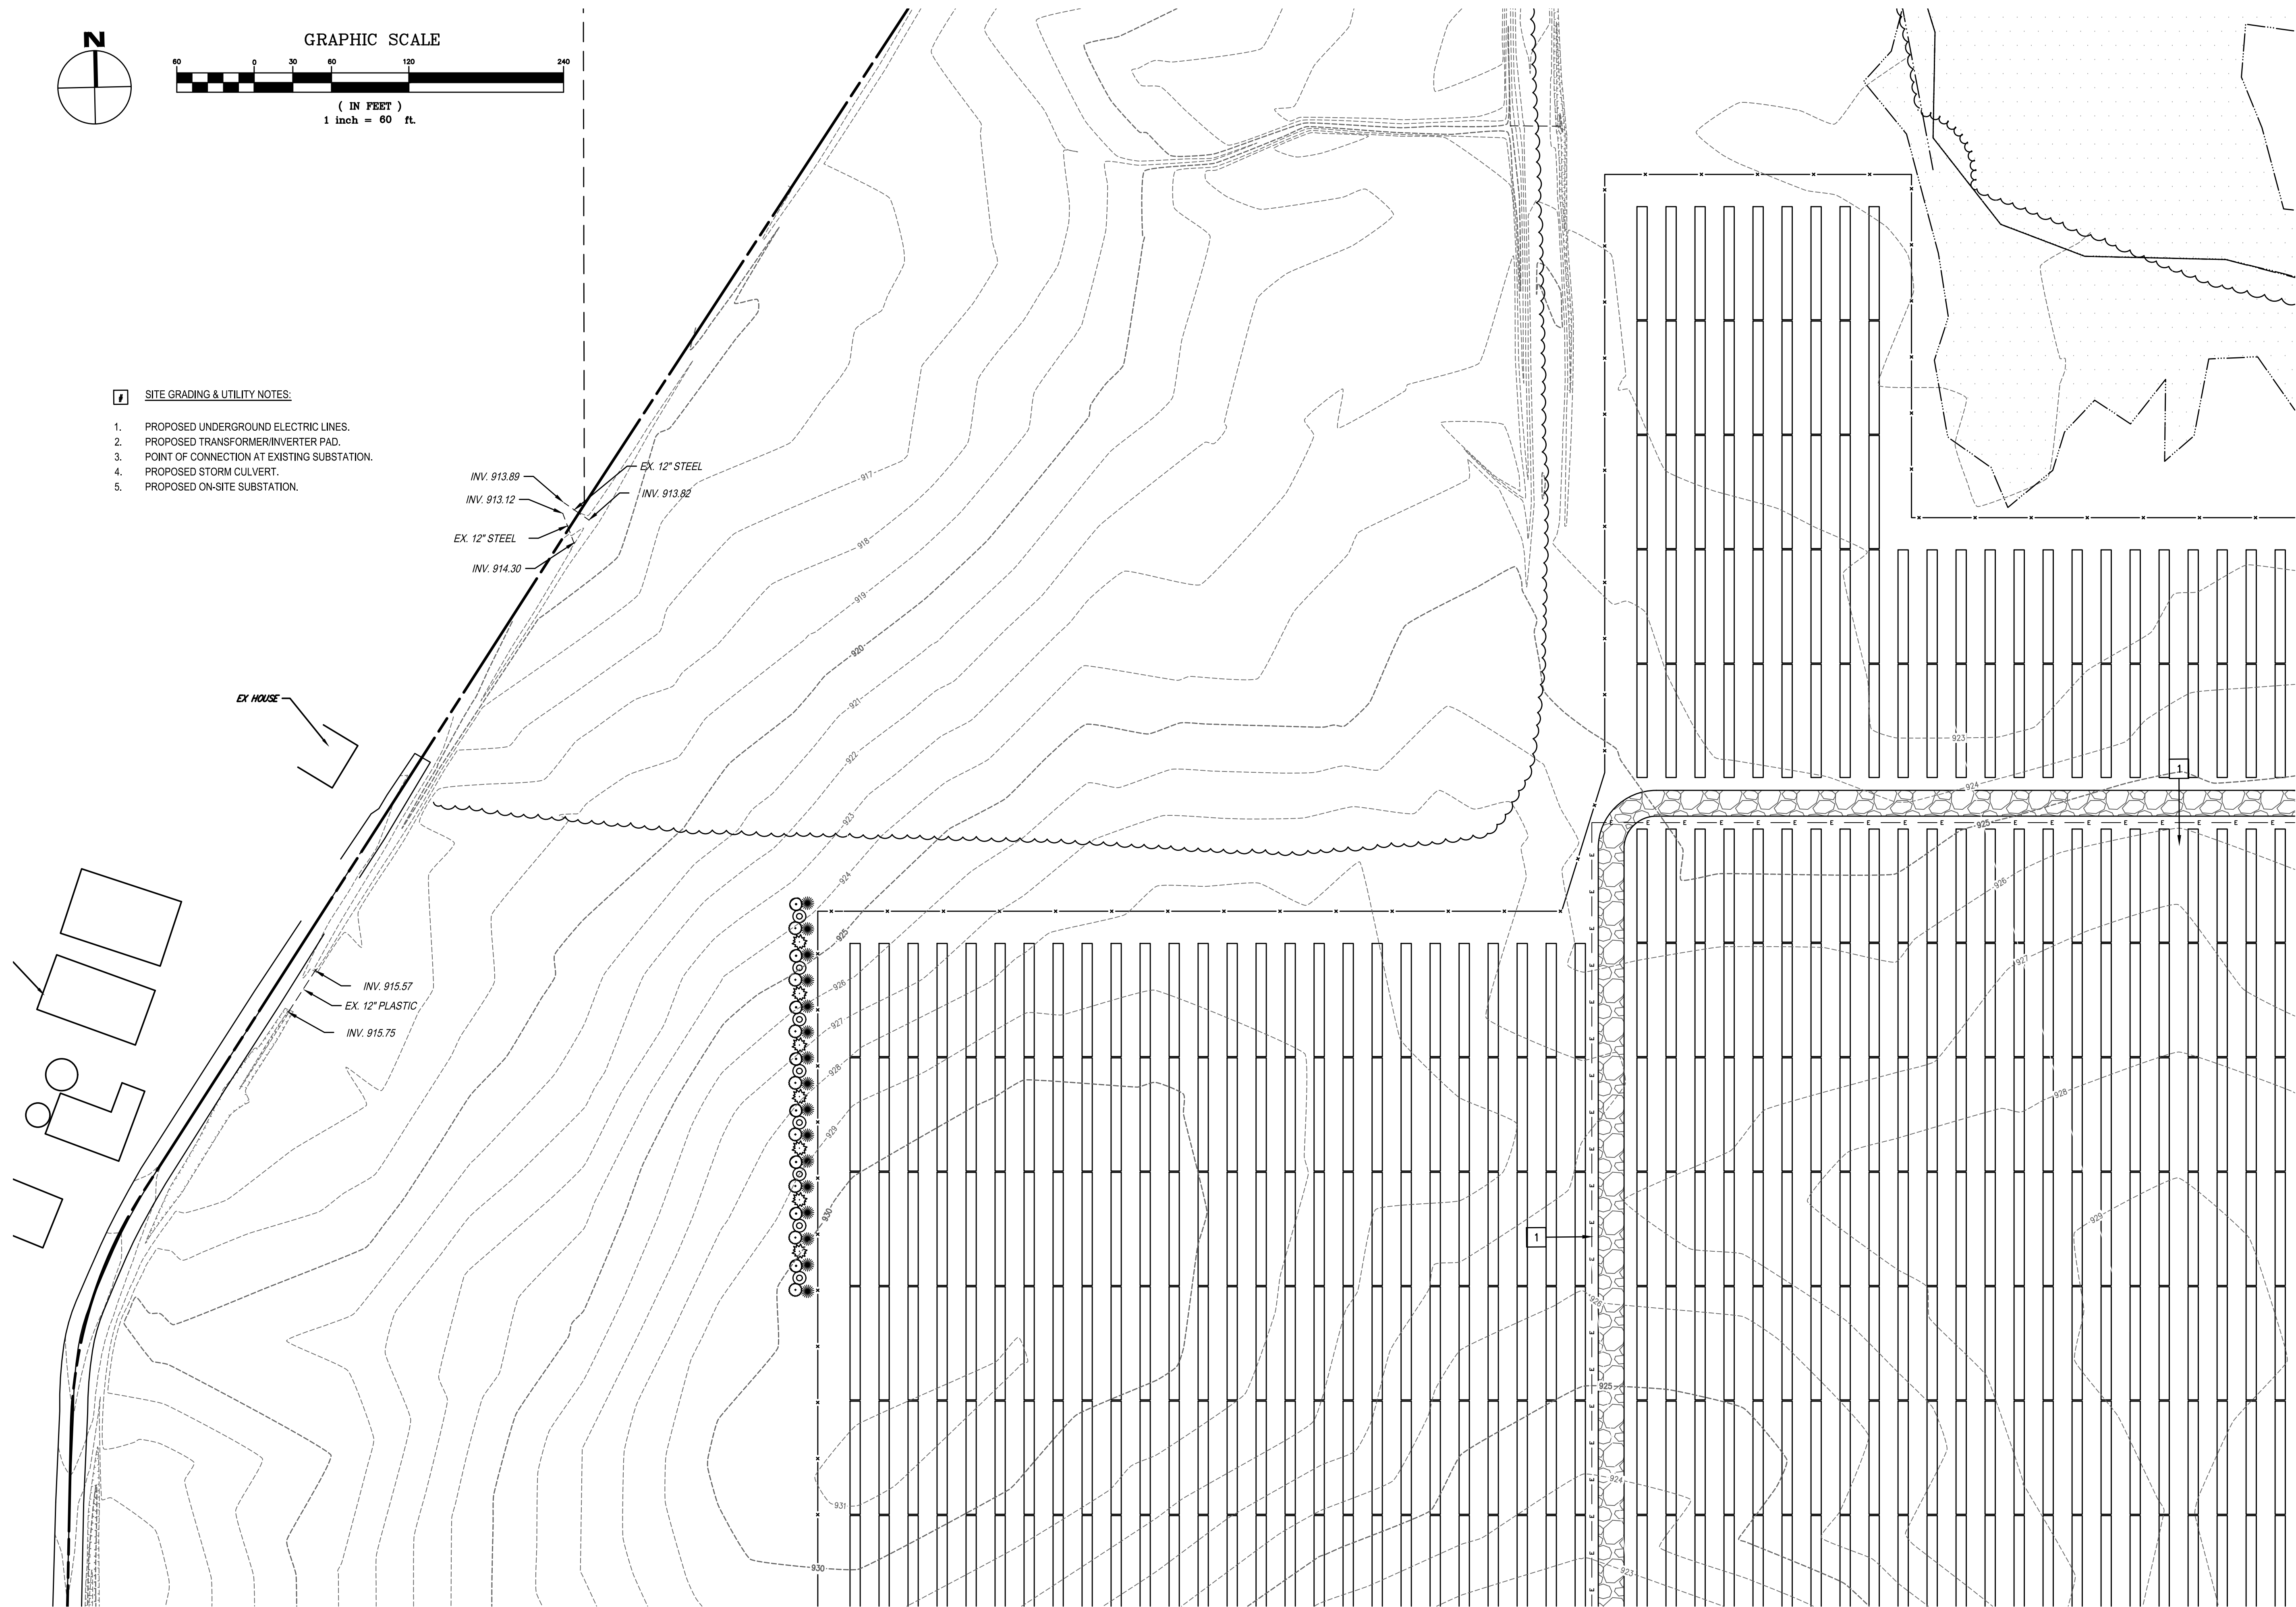 N
GRAPHIC SCALE
60 0 30 60 120 240
( IN FEET )
1 inch = 60 ft.
# SITE GRADING & UTILITY NOTES:
1. PROPOSED UNDERGROUND ELECTRIC LINES.
2. PROPOSED TRANSFORMER/INVERTER PAD.
3. POINT OF CONNECTION AT EXISTING SUBSTATION.
4. PROPOSED STORM CULVERT.
5. PROPOSED ON-SITE SUBSTATION.
INV. 913.89
EX. 12" STEEL
INV. 913.12
INV. 913.82
EX. 12" STEEL
INV. 914.30
917
918
919
920
921
922
923
924
925
926
927
928
929
930
931
930
EX HOUSE
INV. 915.57
EX. 12" PLASTIC
INV. 915.75
923
1
924
925
E E E E E E E E E E E E E E E E E E
926
927
928
929
1
926
925
924
923